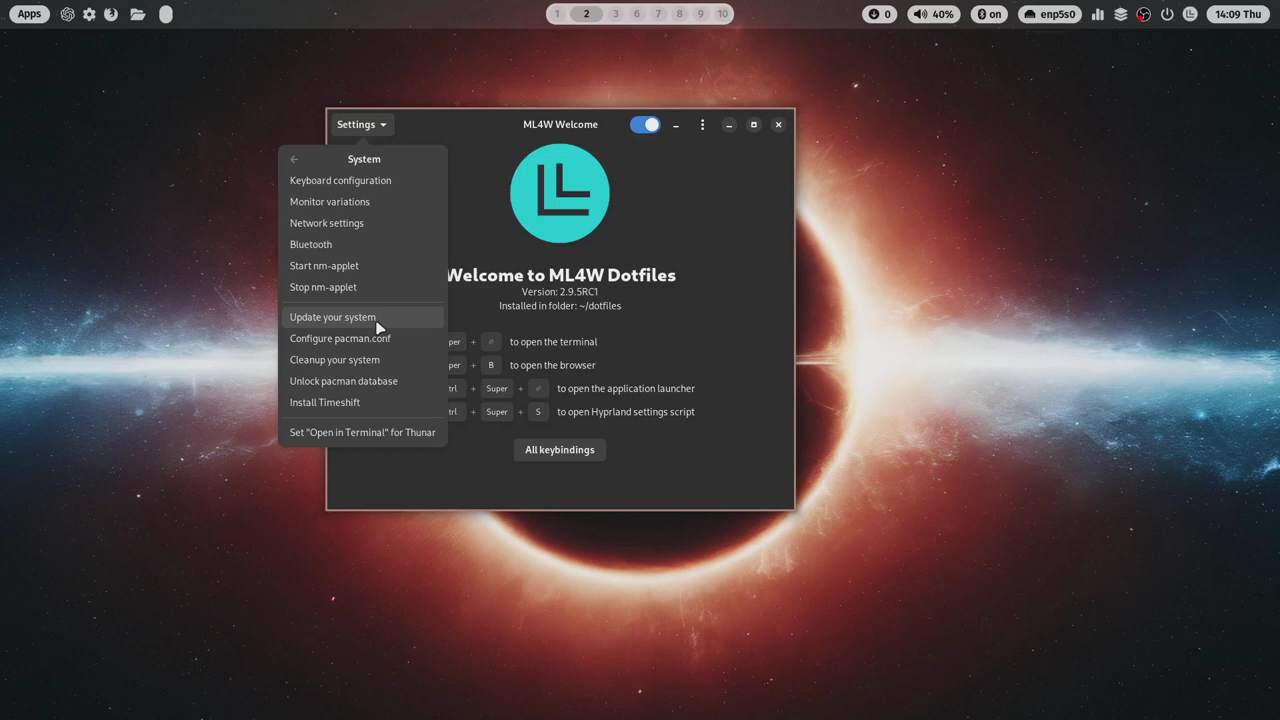 Apps
1 2 3 6 7 8 9 10
0
40%
on
enp5s0
14:09 Thu
Settings
ML4W Welcome
System
Keyboard configuration
Monitor variations
Network settings
Bluetooth
Start nm-applet
Stop nm-applet
Update your system
Configure pacman.conf
Cleanup your system
Unlock pacman database
Install Timeshift
Set "Open in Terminal" for Thunar
Welcome to ML4W Dotfiles
Version: 2.9.5RC1
Installed in folder: ~/dotfiles
per + ⏎ to open the terminal
per + B to open the browser
trl + Super + ⏎ to open the application launcher
trl + Super + S to open Hyprland settings script
All keybindings